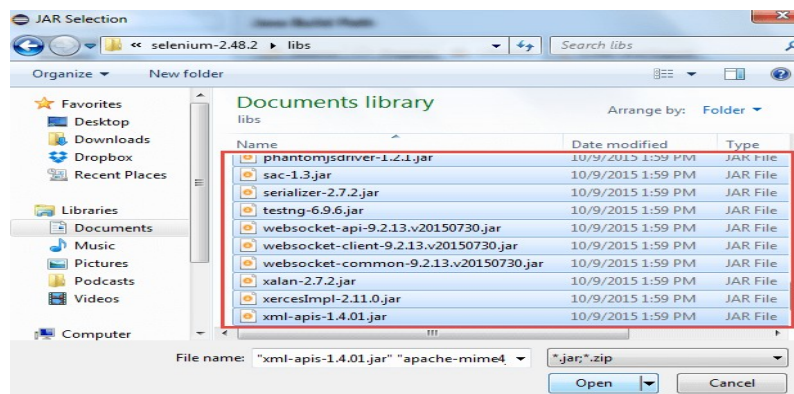 JAR Selection
« selenium-2.48.2 ▸ libs
Search libs
Organize
New folder
Favorites
Desktop
Downloads
Dropbox
Recent Places
Libraries
Documents
Music
Pictures
Podcasts
Videos
Computer
Documents library
libs
Arrange by: Folder
Name Date modified Type
phantomjsdriver-1.2.1.jar 10/9/2015 1:59 PM JAR File
sac-1.3.jar 10/9/2015 1:59 PM JAR File
serializer-2.7.2.jar 10/9/2015 1:59 PM JAR File
testng-6.9.6.jar 10/9/2015 1:59 PM JAR File
websocket-api-9.2.13.v20150730.jar 10/9/2015 1:59 PM JAR File
websocket-client-9.2.13.v20150730.jar 10/9/2015 1:59 PM JAR File
websocket-common-9.2.13.v20150730.jar 10/9/2015 1:59 PM JAR File
xalan-2.7.2.jar 10/9/2015 1:59 PM JAR File
xercesImpl-2.11.0.jar 10/9/2015 1:59 PM JAR File
xml-apis-1.4.01.jar 10/9/2015 1:59 PM JAR File
File name: "xml-apis-1.4.01.jar" "apache-mime4
*.jar;*.zip
Open
Cancel